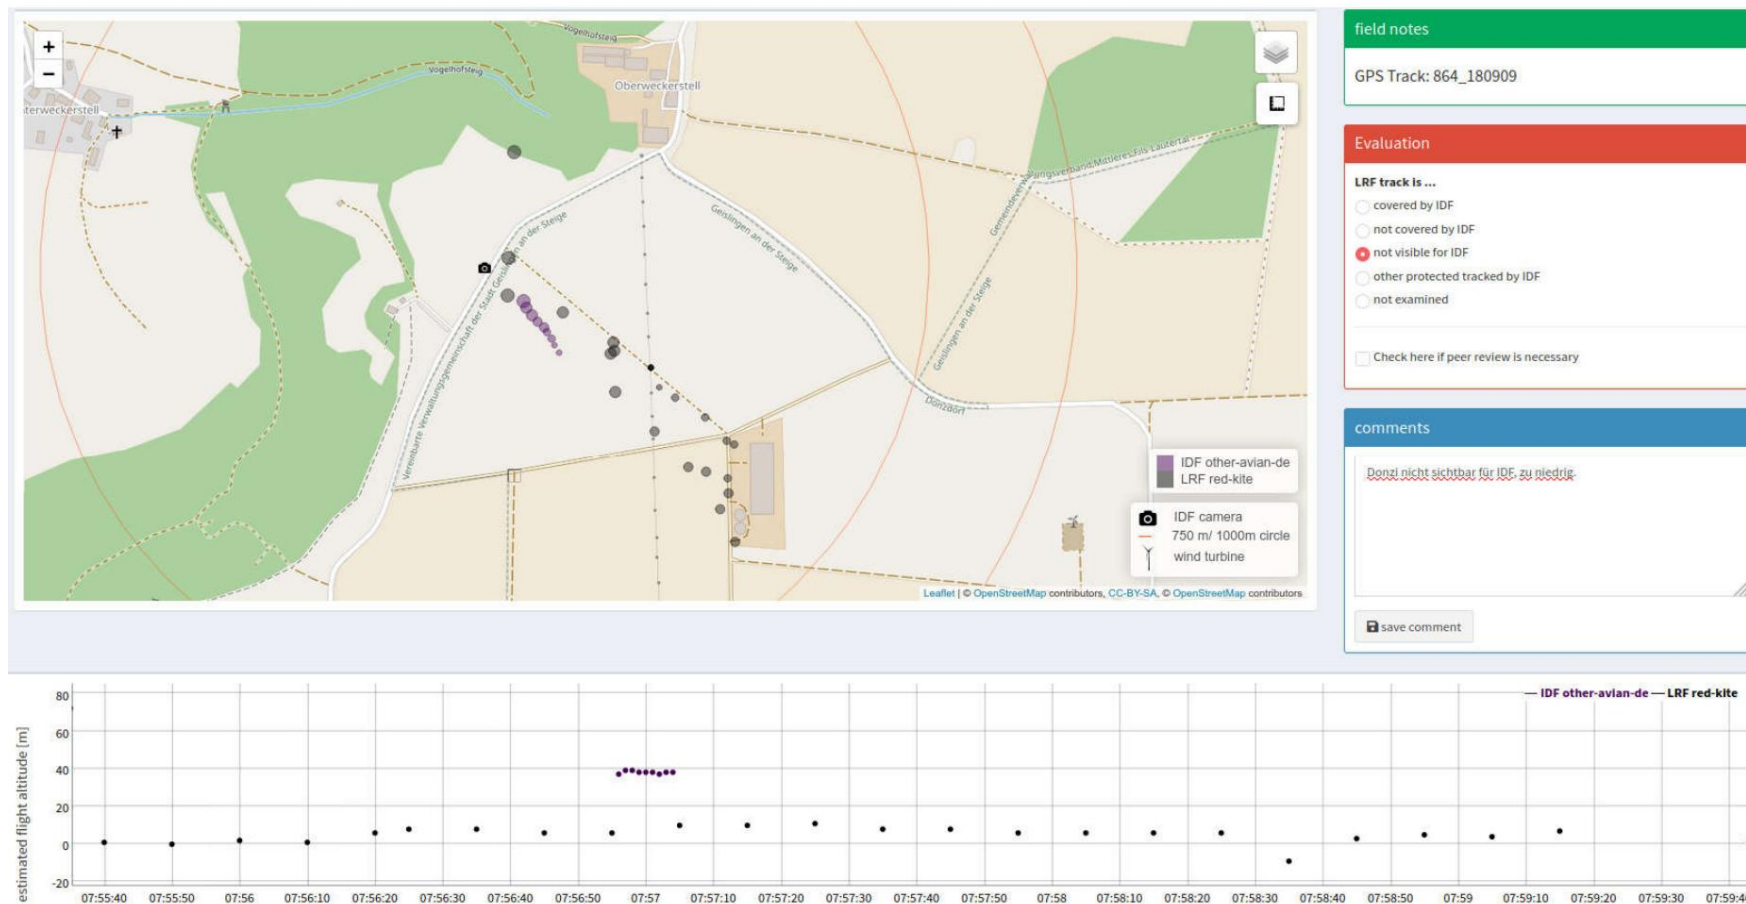 +
−
Vogelhofsteig
Vogelhofsteig
Oberweckerstell
terweckerstell
Geislingen an der Steige
Geislingen an der Steige
Vereinbarte Verwaltungsgemeinschaft der Stadt Geislingen an der Steige
Gemeindeverwaltungsverband Mittleres Fils-Lautertal
Donzdorf
IDF other-avian-de
LRF red-kite
IDF camera
750 m/ 1000m circle
wind turbine
Leaflet | © OpenStreetMap contributors, CC-BY-SA, © OpenStreetMap contributors
field notes
GPS Track: 864_180909
Evaluation
LRF track is ...
covered by IDF
not covered by IDF
not visible for IDF
other protected tracked by IDF
not examined
Check here if peer review is necessary
comments
Donzi nicht sichtbar für IDF, zu niedrig.
save comment
IDF other-avian-de LRF red-kite
estimated flight altitude [m]
80
60
40
20
0
-20
07:55:40 07:55:50 07:56 07:56:10 07:56:20 07:56:30 07:56:40 07:56:50 07:57 07:57:10 07:57:20 07:57:30 07:57:40 07:57:50 07:58 07:58:10 07:58:20 07:58:30 07:58:40 07:58:50 07:59 07:59:10 07:59:20 07:59:30 07:59:4